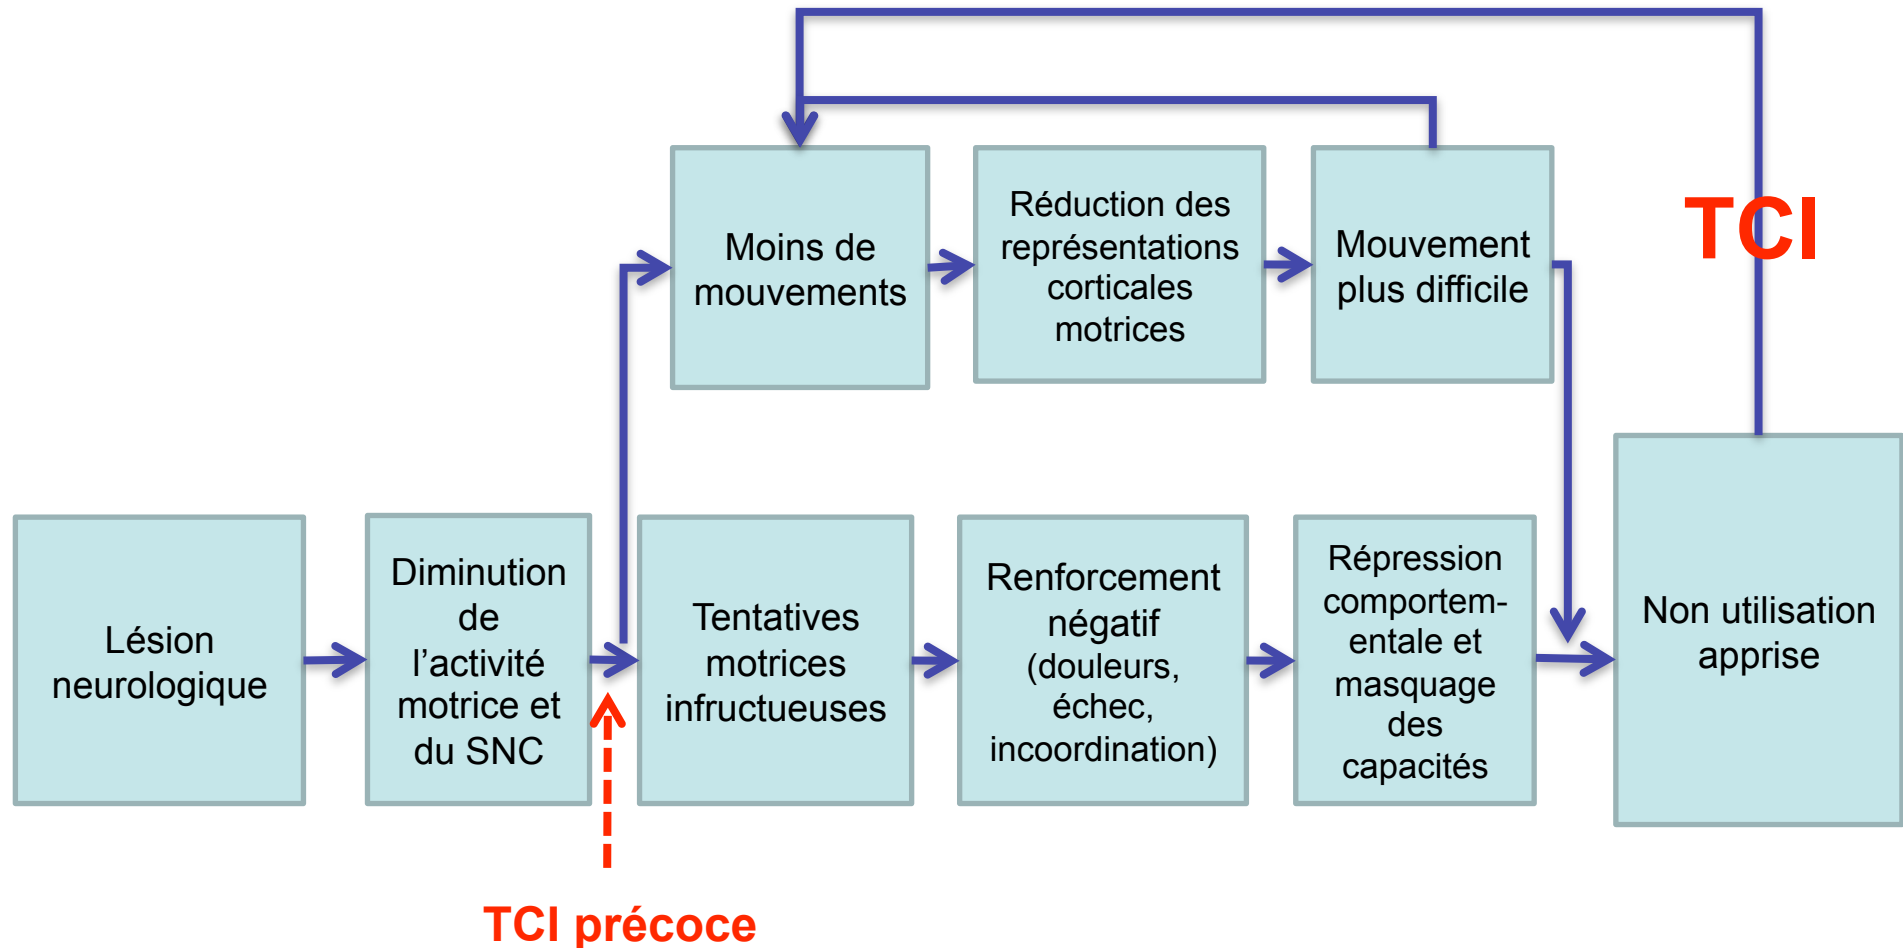 Moins de
mouvements
Réduction des
représentations
corticales
motrices
Mouvement
plus difficile
TCI
Lésion
neurologique
Diminution
de
l’activité
motrice et
du SNC
Tentatives
motrices
infructueuses
Renforcement
négatif
(douleurs,
échec,
incoordination)
Répression
comportem-
entale et
masquage
des
capacités
Non utilisation
apprise
TCI précoce